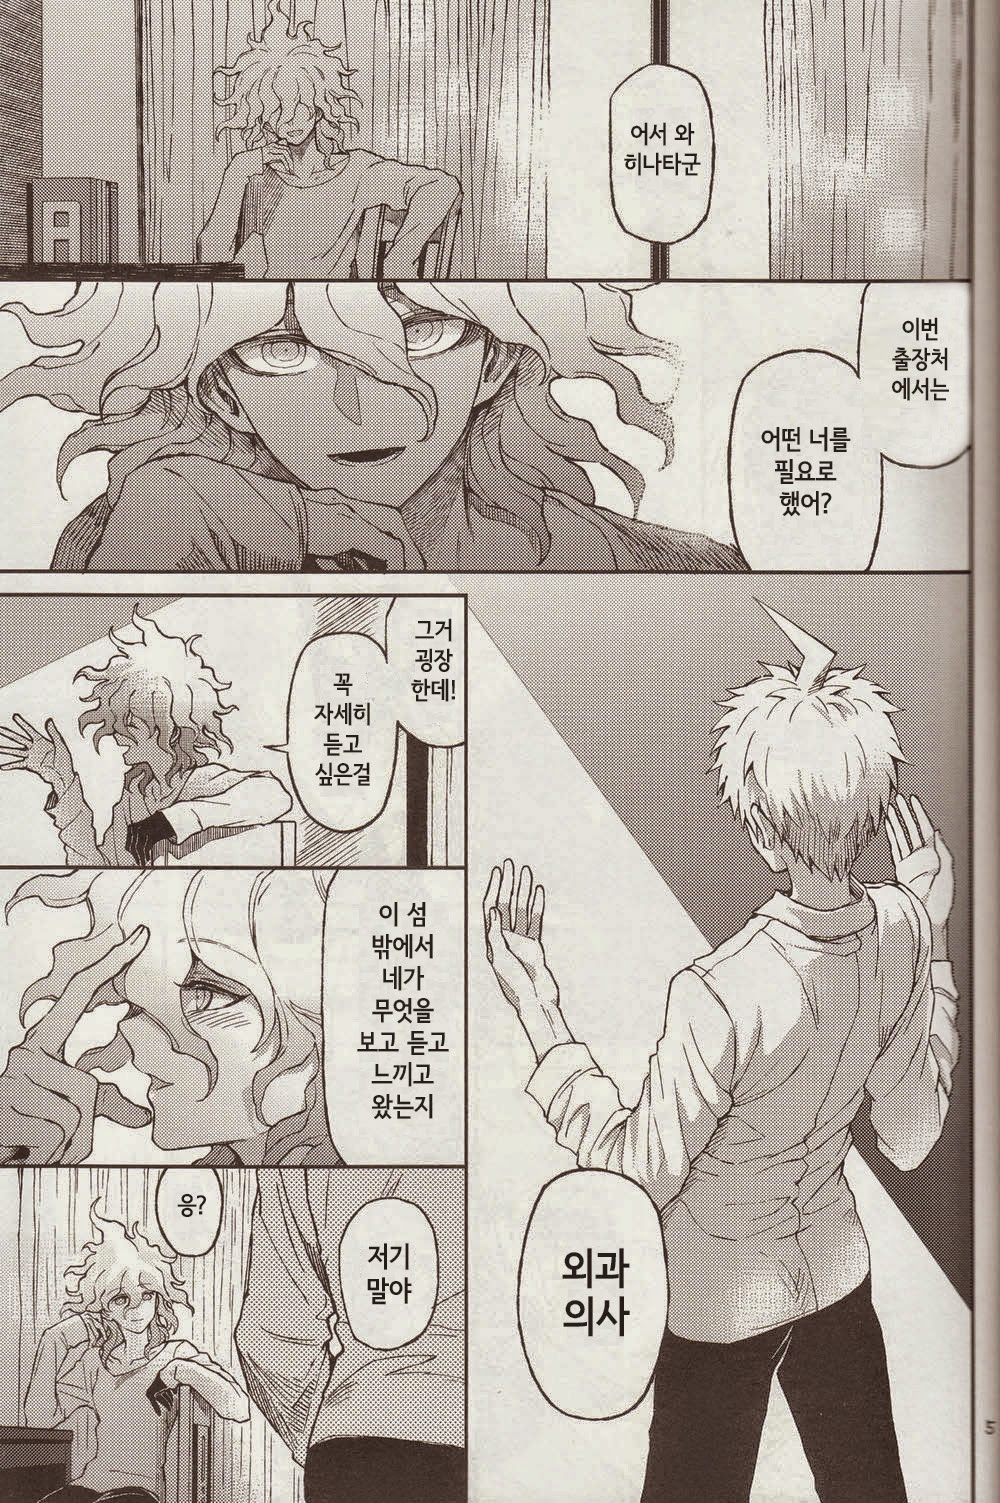 어서 와
히나타군
이번
출장처
에서는
어떤 너를
필요로
했어?
외과
의사
그거
굉장
한데!
꼭
자세히
듣고
싶은걸
이 섬
밖에서
네가
무엇을
보고 듣고
느끼고
왔는지
저기
말야
응?
5